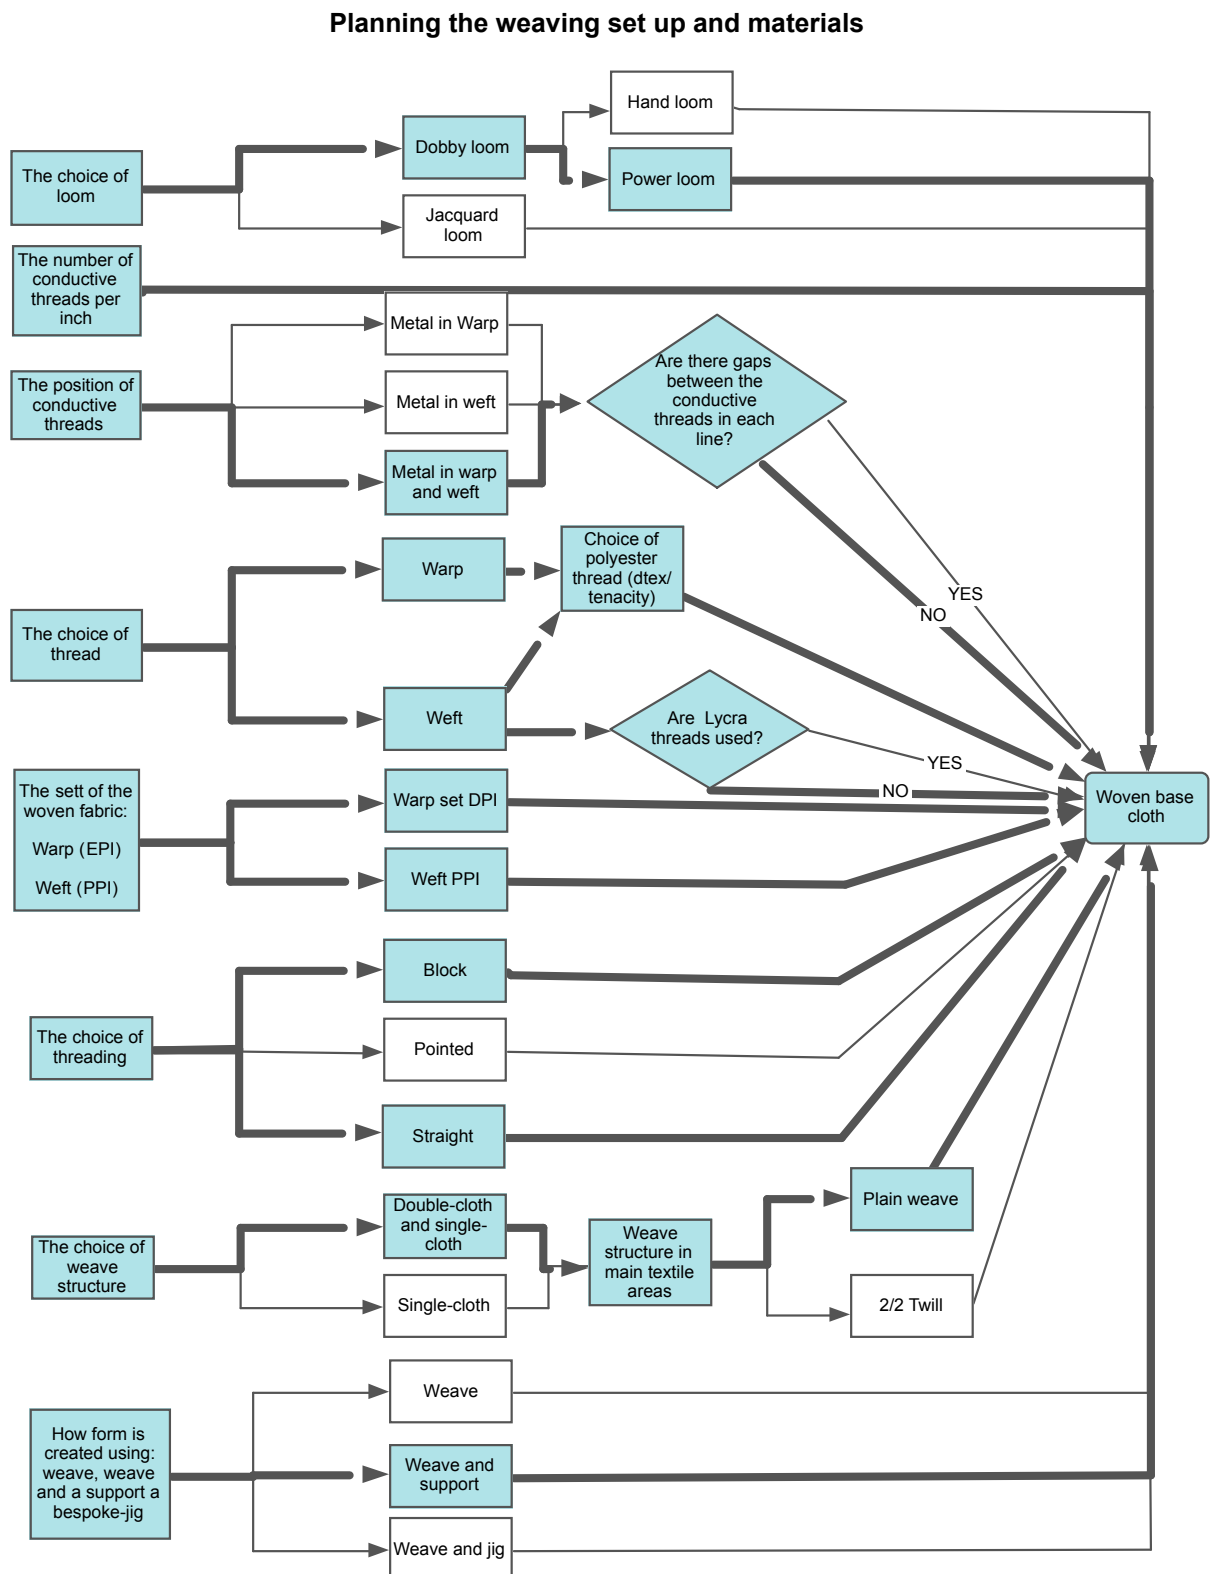 Planning the weaving set up and materials
Hand loom
Dobby loom
The choice of
loom
Power loom
Jacquard
loom
The number of
conductive
threads per
inch
Metal in Warp
Are there gaps
between the
conductive
threads in each
line?
The position of
conductive
threads
Metal in weft
Metal in warp
and weft
Choice of
polyester
thread (dtex/
tenacity)
Warp
YES
NO
The choice of
thread
Weft
Are  Lycra
threads used?
YES
NO
The sett of the
woven fabric:
Warp (EPI)
Weft (PPI)
Warp set DPI
Woven base
cloth
Weft PPI
Block
The choice of
threading
Pointed
Straight
Double-cloth
and single-
cloth
Plain weave
The choice of
weave
structure
Weave
structure in
main textile
areas
Single-cloth
2/2 Twill
Weave
How form is
created using:
weave, weave
and a support a
bespoke-jig
Weave and
support
Weave and jig